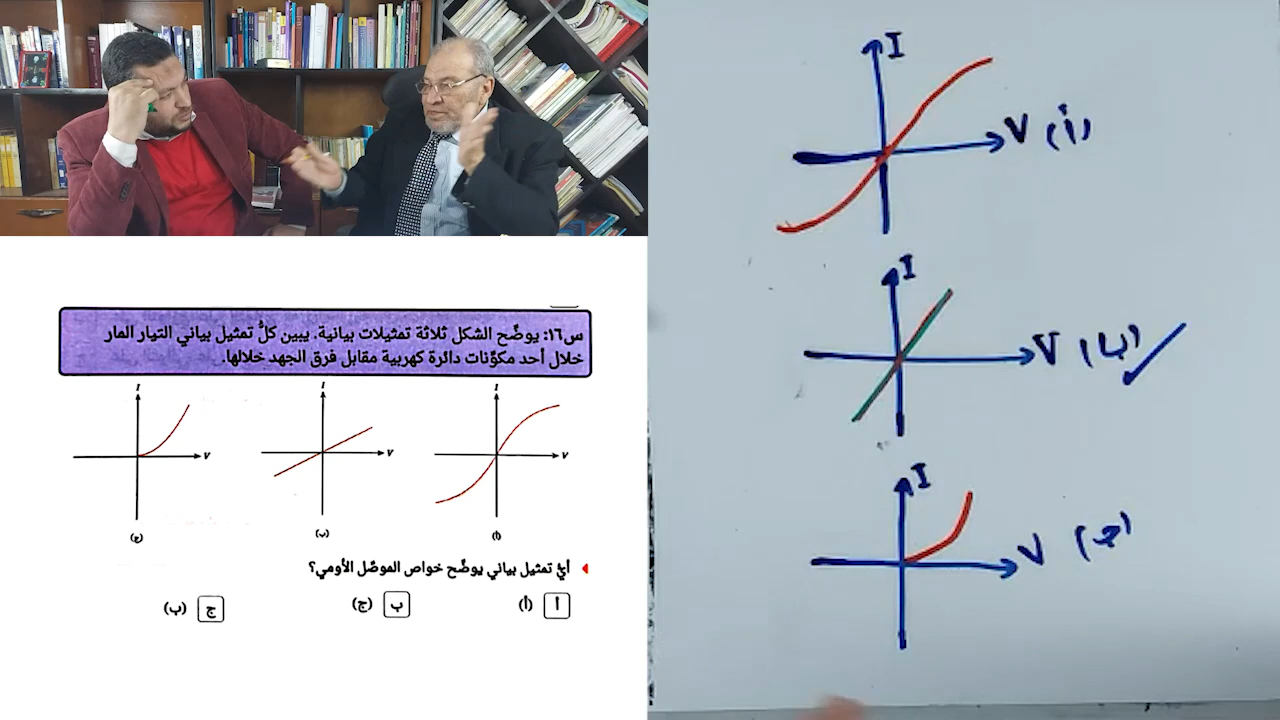 س١٦: يوضِّح الشكل ثلاثة تمثيلات بيانية. يبين كلُّ تمثيل بياني التيار المار
خلال أحد مكوِّنات دائرة كهربية مقابل فرق الجهد خلالها.
I
V
(أ)
I
V
(ب)
I
V
(ج)
أيُّ تمثيل بياني يوضِّح خواص الموصِّل الأومي؟
أ (أ)
ب (ج)
ج (ب)
I
V (أ)
I
V (ب)
I
V (جـ)